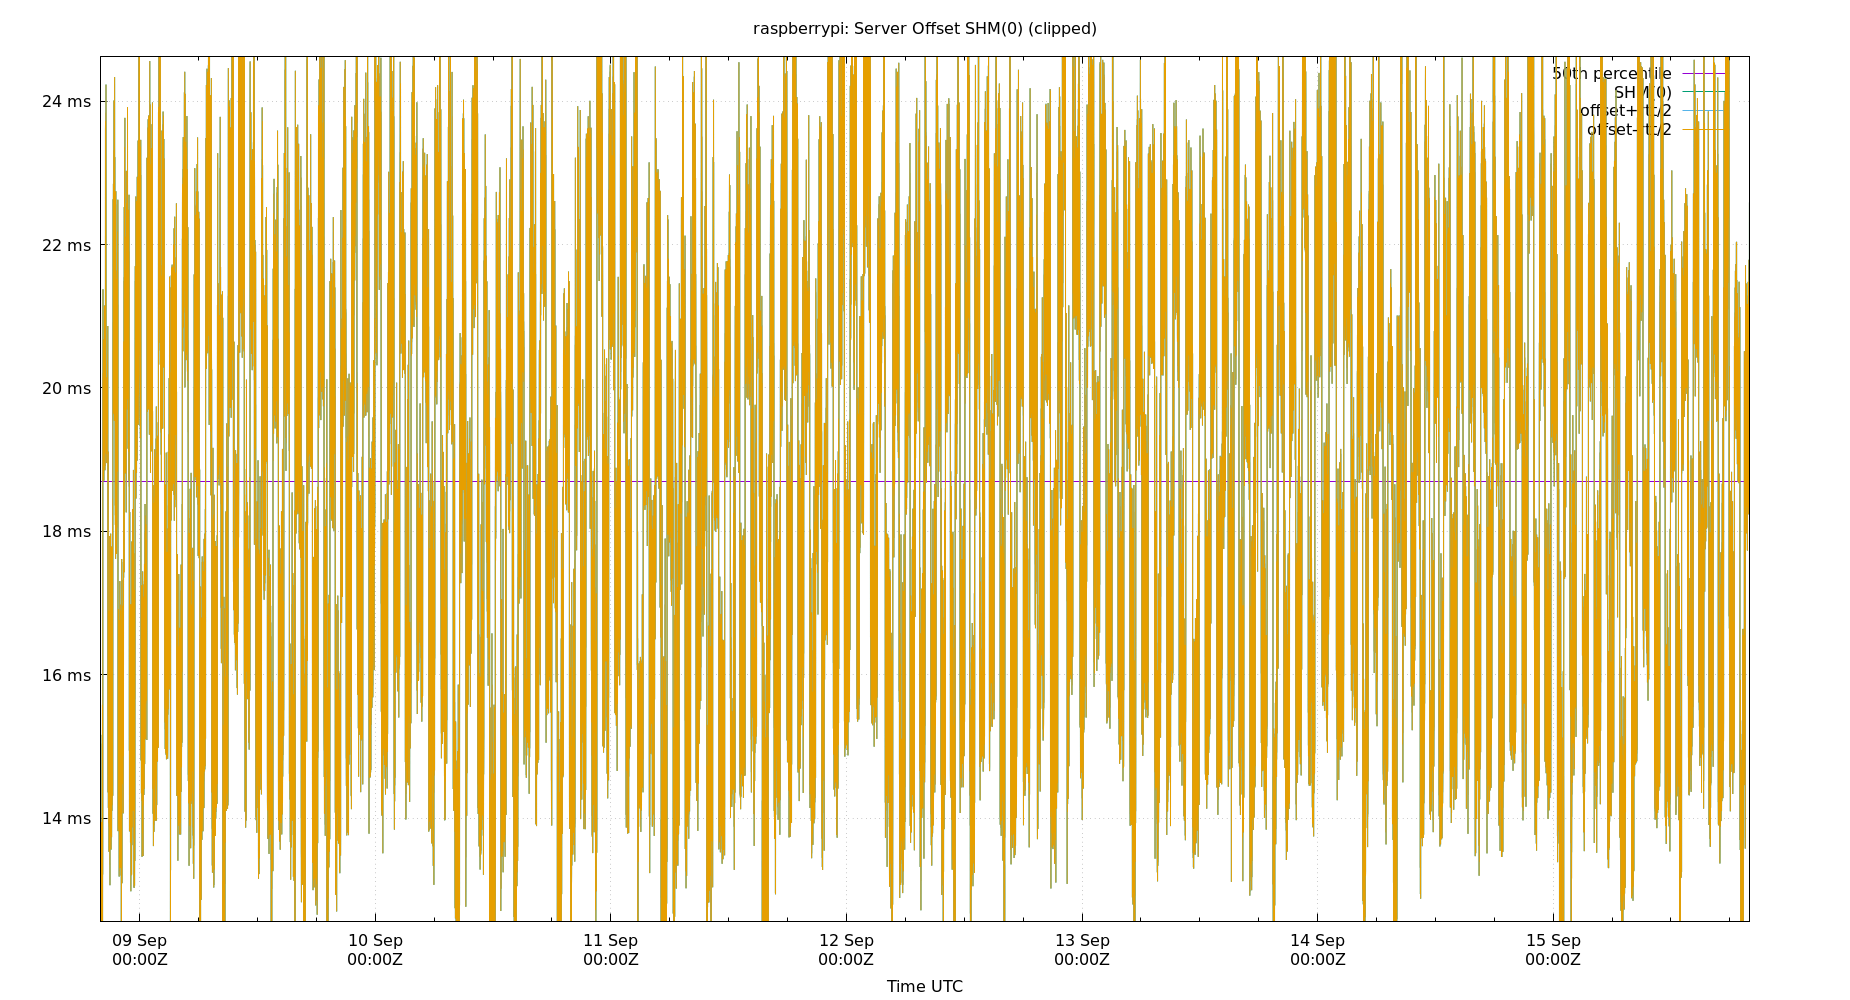 raspberrypi: Server Offset SHM(0) (clipped)
50th percentile
SHM(0)
offset+rtt/2
offset-rtt/2
24 ms
22 ms
20 ms
18 ms
16 ms
14 ms
09 Sep 10 Sep 11 Sep 12 Sep 13 Sep 14 Sep 15 Sep
00:00Z 00:00Z 00:00Z 00:00Z 00:00Z 00:00Z 00:00Z
Time UTC